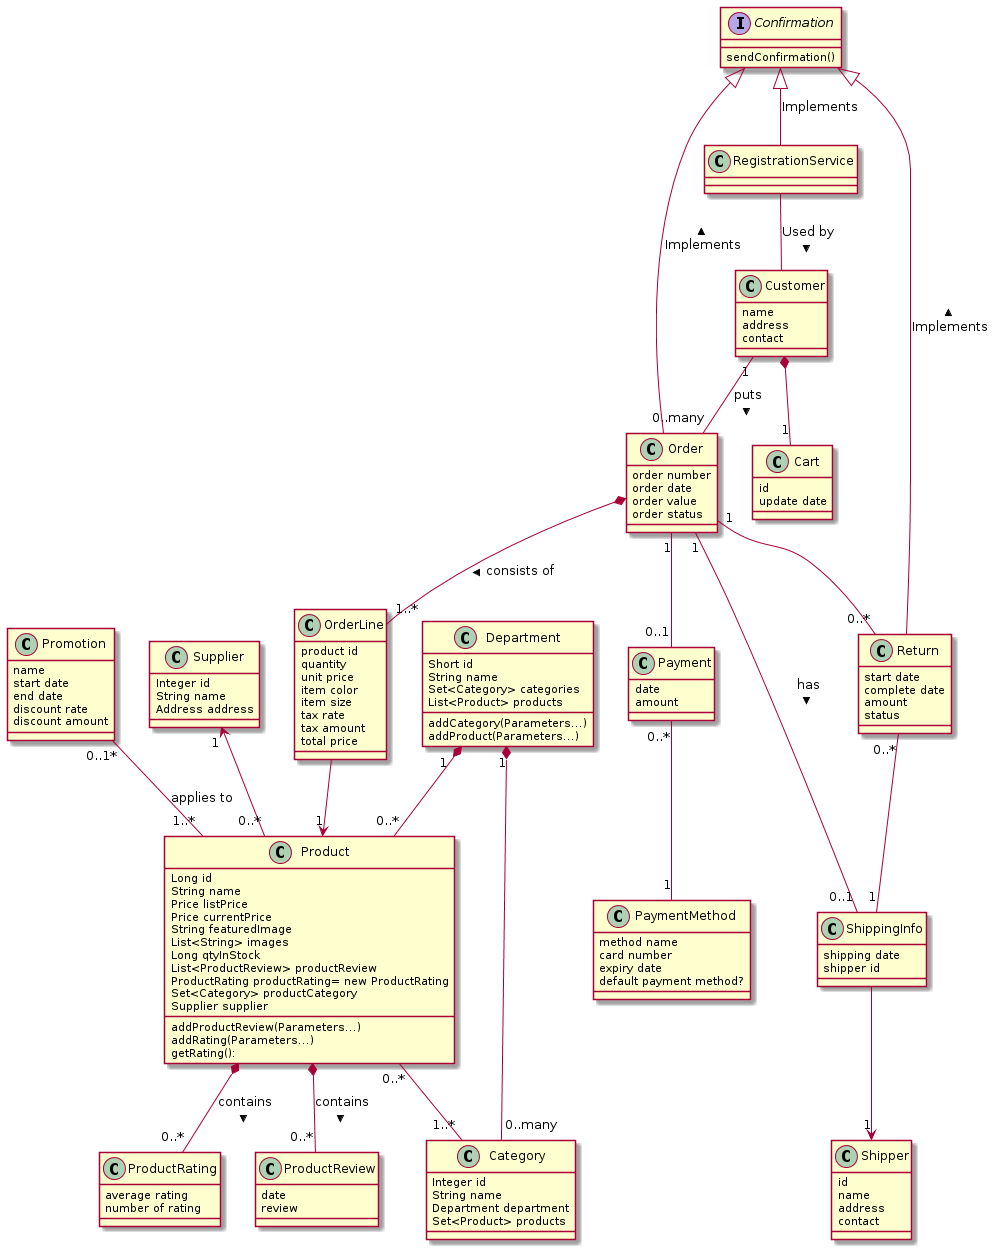 I Confirmation
sendConfirmation()
Implements
C RegistrationService
Used by
▼
▲
Implements
▲
Implements
C Customer
name
address
contact
1
puts
▼
0..many
1
C Order
order number
order date
order value
order status
C Cart
id
update date
1
1
1
◄ consists of
1..*
0..1
0..*
has
▼
C Promotion
name
start date
end date
discount rate
discount amount
C Supplier
Integer id
String name
Address address
C OrderLine
product id
quantity
unit price
item color
item size
tax rate
tax amount
total price
C Department
Short id
String name
Set<Category> categories
List<Product> products
addCategory(Parameters...)
addProduct(Parameters...)
C Payment
date
amount
C Return
start date
complete date
amount
status
0..1*
1
1
1
0..*
0..*
applies to
1..*
0..*
1
0..*
1
0..1
1
C Product
Long id
String name
Price listPrice
Price currentPrice
String featuredImage
List<String> images
Long qtyInStock
List<ProductReview> productReview
ProductRating productRating= new ProductRating
Set<Category> productCategory
Supplier supplier
addProductReview(Parameters...)
addRating(Parameters...)
getRating():
C PaymentMethod
method name
card number
expiry date
default payment method?
C ShippingInfo
shipping date
shipper id
0..*
contains
▼
contains
▼
0..*
0..*
1..*
0..many
1
C ProductRating
average rating
number of rating
C ProductReview
date
review
C Category
Integer id
String name
Department department
Set<Product> products
C Shipper
id
name
address
contact